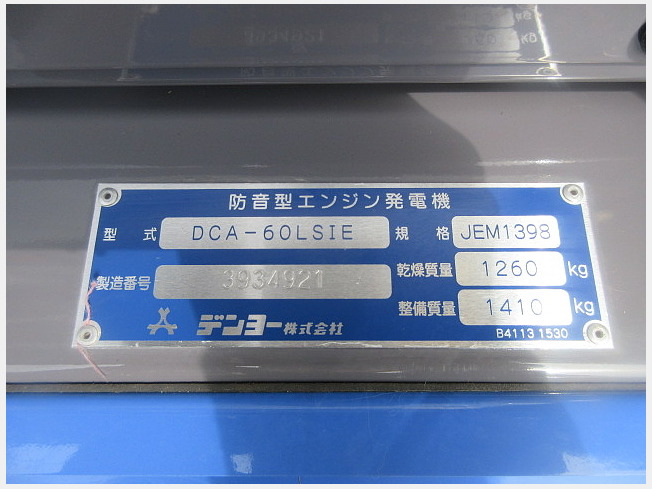 防音型エンジン発電機
型式 DCA-60LSIE 規格 JEM1398
製造番号 3934921 乾燥質量 1260 kg
整備質量 1410 kg
デンヨー株式会社 B4113 1530